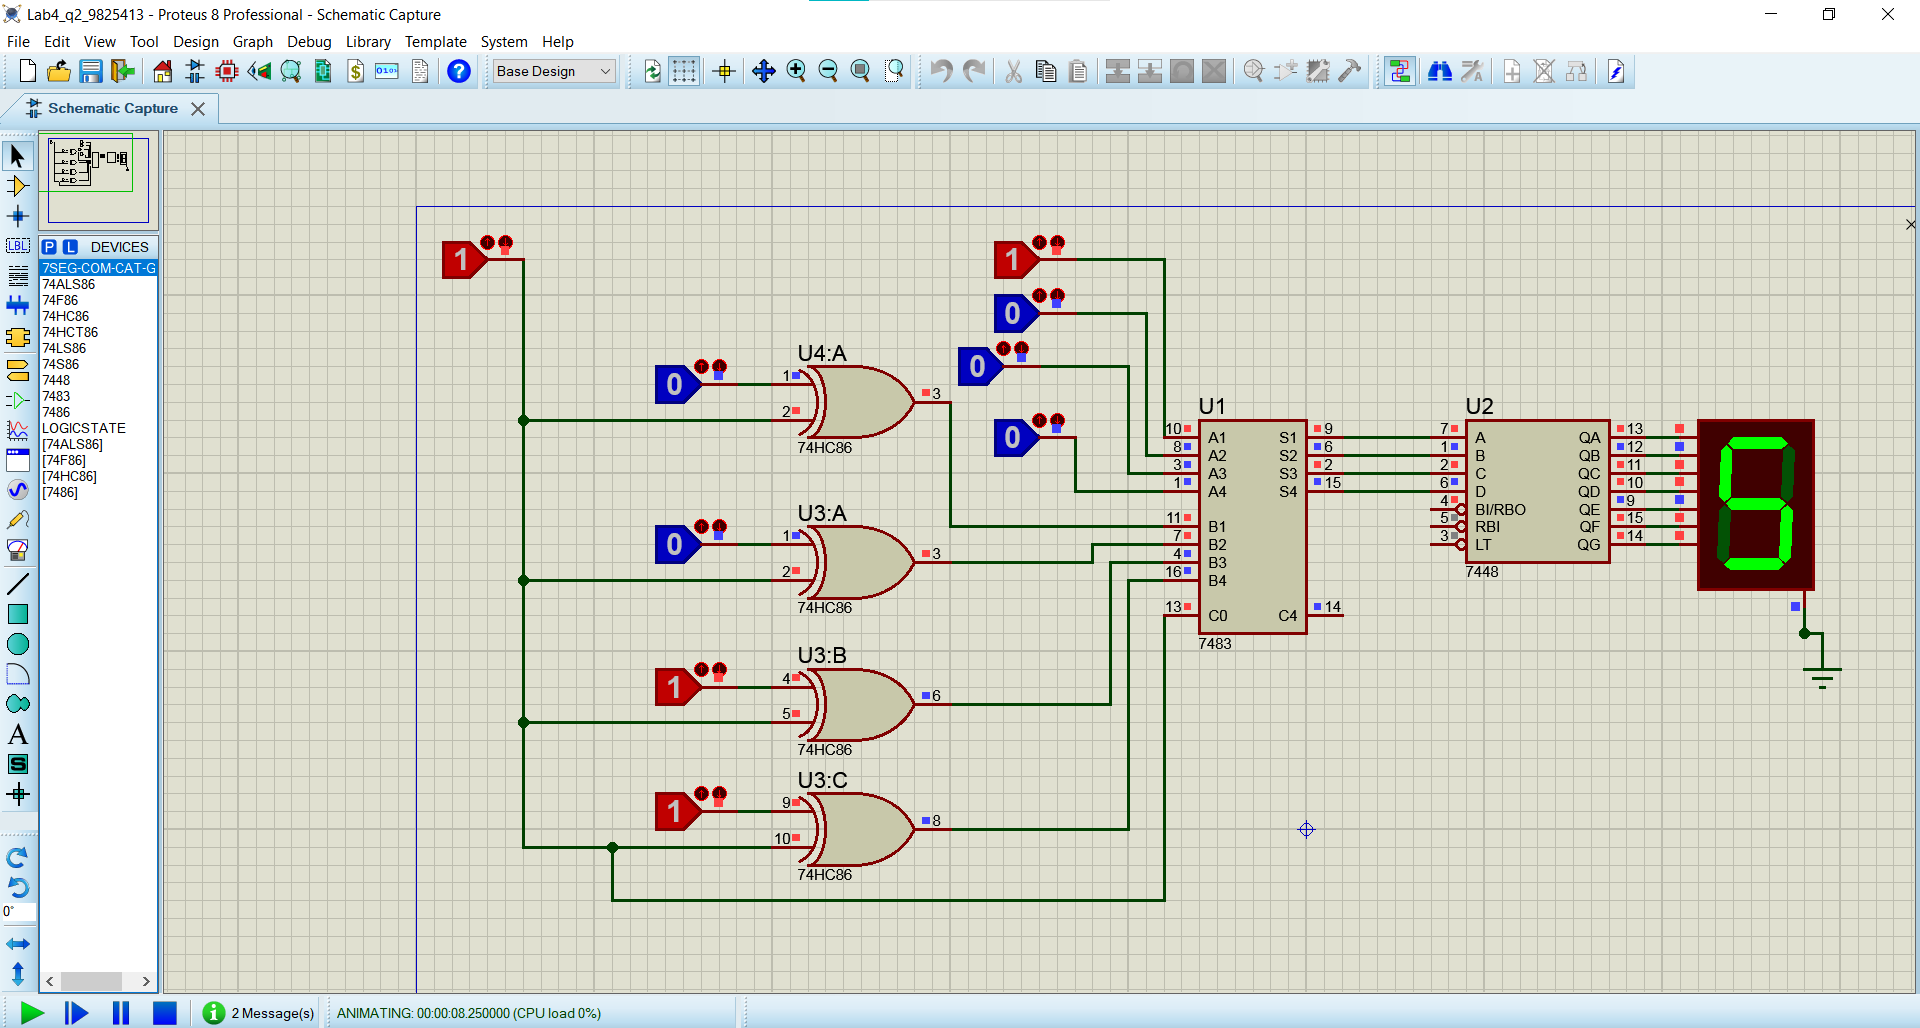 Lab4_q2_9825413 - Proteus 8 Professional - Schematic Capture
File Edit View Tool Design Graph Debug Library Template System Help
$
0101
?
Base Design
Schematic Capture
LBL
A
S
0°
P L DEVICES
7SEG-COM-CAT-G
74ALS86
74F86
74HC86
74HCT86
74LS86
74S86
7448
7483
7486
LOGICSTATE
[74ALS86]
[74F86]
[74HC86]
[7486]
1
1
0
0
0
U4:A
0
1
2
3
74HC86
U3:A
0
1
2
3
74HC86
U3:B
1
4
5
6
74HC86
U3:C
1
9
10
8
74HC86
U1
10 A1 S1 9
8 A2 S2 6
3 A3 S3 2
1 A4 S4 15
11 B1
7 B2
4 B3
16 B4
13 C0 C4 14
7483
U2
7 A QA 13
1 B QB 12
2 C QC 11
6 D QD 10
4 BI/RBO QE 9
5 RBI QF 15
3 LT QG 14
7448
5
2 Message(s)
ANIMATING: 00:00:08.250000 (CPU load 0%)